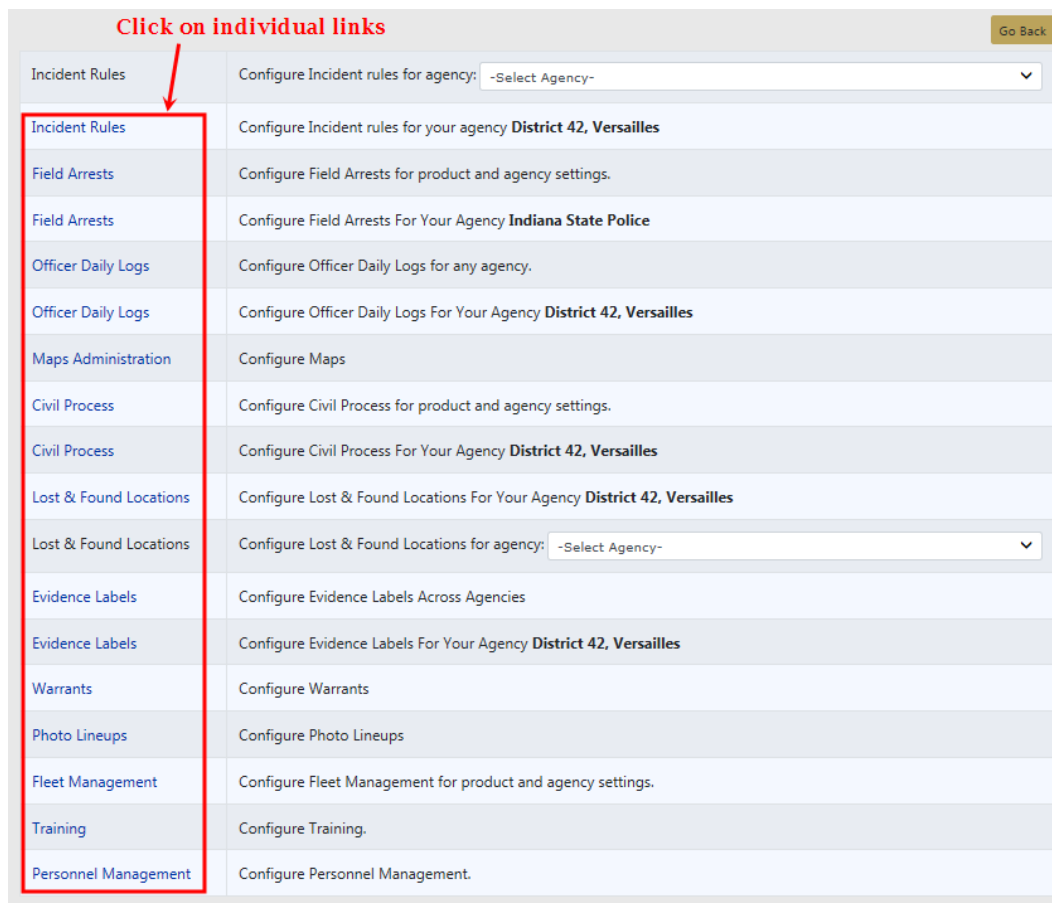 Click on individual links
Go Back
Incident Rules Configure Incident rules for agency: -Select Agency-
Incident Rules Configure Incident rules for your agency District 42, Versailles
Field Arrests Configure Field Arrests for product and agency settings.
Field Arrests Configure Field Arrests For Your Agency Indiana State Police
Officer Daily Logs Configure Officer Daily Logs for any agency.
Officer Daily Logs Configure Officer Daily Logs For Your Agency District 42, Versailles
Maps Administration Configure Maps
Civil Process Configure Civil Process for product and agency settings.
Civil Process Configure Civil Process For Your Agency District 42, Versailles
Lost & Found Locations Configure Lost & Found Locations For Your Agency District 42, Versailles
Lost & Found Locations Configure Lost & Found Locations for agency: -Select Agency-
Evidence Labels Configure Evidence Labels Across Agencies
Evidence Labels Configure Evidence Labels For Your Agency District 42, Versailles
Warrants Configure Warrants
Photo Lineups Configure Photo Lineups
Fleet Management Configure Fleet Management for product and agency settings.
Training Configure Training.
Personnel Management Configure Personnel Management.